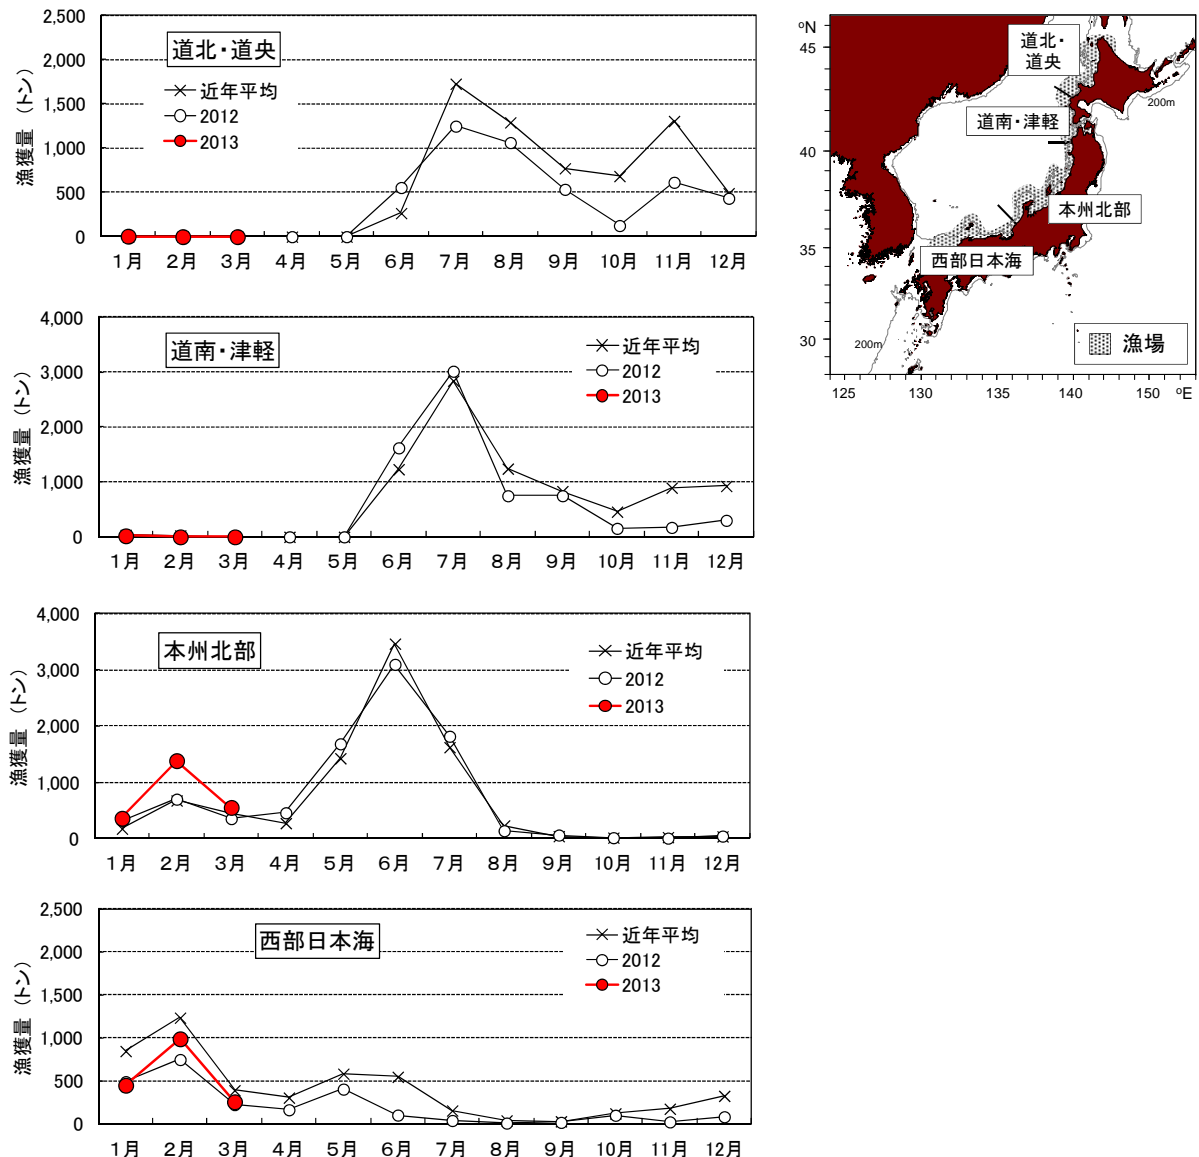 2,500
2,000
1,500
1,000
500
0
漁獲量 (トン)
道北・道央
近年平均
2012
2013
1月 2月 3月 4月 5月 6月 7月 8月 9月 10月 11月 12月
4,000
3,000
2,000
1,000
0
漁獲量 (トン)
道南・津軽
近年平均
2012
2013
1月 2月 3月 4月 5月 6月 7月 8月 9月 10月 11月 12月
4,000
3,000
2,000
1,000
0
漁獲量 (トン)
本州北部
近年平均
2012
2013
1月 2月 3月 4月 5月 6月 7月 8月 9月 10月 11月 12月
2,500
2,000
1,500
1,000
500
0
漁獲量 (トン)
西部日本海
近年平均
2012
2013
1月 2月 3月 4月 5月 6月 7月 8月 9月 10月 11月 12月
ºN
45
40
35
30
道北・
道央
200m
道南・津軽
本州北部
西部日本海
200m
漁場
125 130 135 140 150 ºE